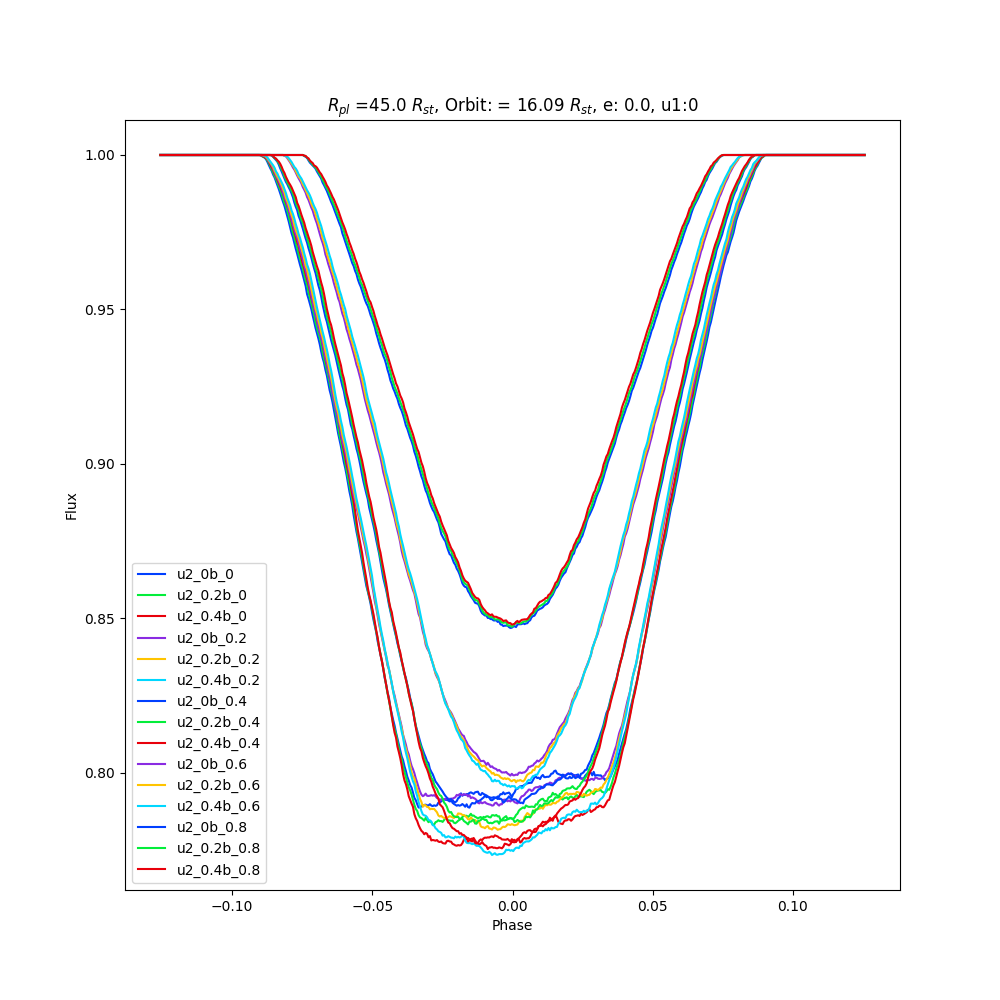 R_pl =45.0 R_st, Orbit: = 16.09 R_st, e: 0.0, u1:0
1.00
0.95
0.90
0.85
0.80
Flux
u2_0b_0
u2_0.2b_0
u2_0.4b_0
u2_0b_0.2
u2_0.2b_0.2
u2_0.4b_0.2
u2_0b_0.4
u2_0.2b_0.4
u2_0.4b_0.4
u2_0b_0.6
u2_0.2b_0.6
u2_0.4b_0.6
u2_0b_0.8
u2_0.2b_0.8
u2_0.4b_0.8
−0.10 −0.05 0.00 0.05 0.10
Phase